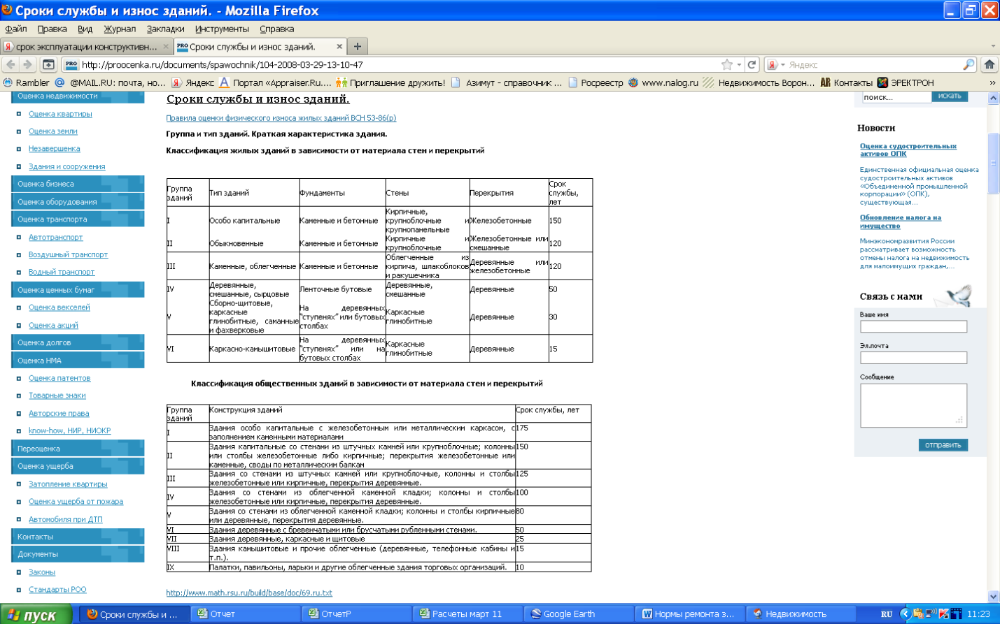 Сроки службы и износ зданий. - Mozilla Firefox
Файл Правка Вид Журнал Закладки Инструменты Справка
срок эксплуатации конструктивн...
PRO Сроки службы и износ зданий.
PRO http://proocenka.ru/documents/spawochnik/104-2008-03-29-13-10-47
Яндекс
Rambler @MAIL.RU: почта, но... Яндекс Портал «Appraiser.Ru.... Приглашение дружить! Азимут - справочник ... Росреестр www.nalog.ru Недвижимость Ворон... Контакты ЭРЕКТРОН »
Оценка недвижимости
Оценка квартиры
Оценка земли
Незавершенка
Здания и сооружения
Оценка бизнеса
Оценка оборудования
Оценка транспорта
Автотранспорт
Воздушный транспорт
Водный транспорт
Оценка ценных бумаг
Оценка векселей
Оценка акций
Оценка долгов
Оценка НМА
Оценка патентов
Товарные знаки
Авторские права
know-how, НИР, НИОКР
Переоценка
Оценка ущерба
Затопление квартиры
Оценка ущерба от пожара
Автомобиля при ДТП
Контакты
Документы
Законы
Стандарты РОО
Сроки службы и износ зданий.
Правила оценки физического износа жилых зданий ВСН 53-86(р)
Группа и тип зданий. Краткая характеристика здания.
Классификация жилых зданий в зависимости от материала стен и перекрытий
Группа зданий Тип зданий Фундаменты Стены Перекрытия Срок службы, лет
I Особо капитальные Каменные и бетонные Кирпичные, крупноблочные и крупнопанельные Железобетонные 150
II Обыкновенные Каменные и бетонные Кирпичные и крупноблочные Железобетонные или смешанные 120
III Каменные, облегченные Каменные и бетонные Облегченные из кирпича, шлакоблоков и ракушечника Деревянные или железобетонные 120
IV Деревянные, смешанные, сырцовые Ленточные бутовые Деревянные, смешанные Деревянные 50
V Сборно-щитовые, каркасные глинобитные, саманные и фахверковые На деревянных "ступенях" или бутовых столбах Каркасные глинобитные Деревянные 30
VI Каркасно-камышитовые На деревянных "ступенях" или на бутовых столбах Каркасные глинобитные Деревянные 15
Классификация общественных зданий в зависимости от материала стен и перекрытий
Группа зданий Конструкция зданий Срок службы, лет
I Здания особо капитальные с железобетонным или металлическим каркасом, с заполнением каменными материалами 175
II Здания капитальные со стенами из штучных камней или крупноблочные; колонны или столбы железобетонные либо кирпичные; перекрытия железобетонные или каменные, своды по металлическим балкам 150
III Здания со стенами из штучных камней или крупноблочные, колонны и столбы железобетонные или кирпичные, перекрытия деревянные. 125
IV Здания со стенами из облегченной каменной кладки; колонны и столбы железобетонные или кирпичные, перекрытия деревянные. 100
V Здания со стенами из облегченной каменной кладки; колонны и столбы кирпичные или деревянные, перекрытия деревянные. 80
VI Здания деревянные с бревенчатыми или брусчатыми рубленными стенами. 50
VII Здания деревянные, каркасные и щитовые 25
VIII Здания камышитовые и прочие облегченные (деревянные, телефонные кабины и т.п.). 15
IX Палатки, павильоны, ларьки и другие облегченные здания торговых организаций. 10
http://www.math.rsu.ru/build/base/doc/69.ru.txt
поиск... искать
Новости
Оценка судостроительных
активов ОПК
Единственная официальная оценка
судостроительных активов
«Объединенной промышленной
корпорации» (ОПК),
существующая...
Обновление налога на
имущество
Минэкономразвития России
рассматривает возможность
отмены налога на недвижимость
для малоимущих граждан,...
Связь с нами
Ваше имя
Эл.почта
Сообщение
отправить
пуск Сроки службы и ... Отчет ОтчетР Расчеты март 11 Google Earth Нормы ремонта з... Недвижимость RU 11:23